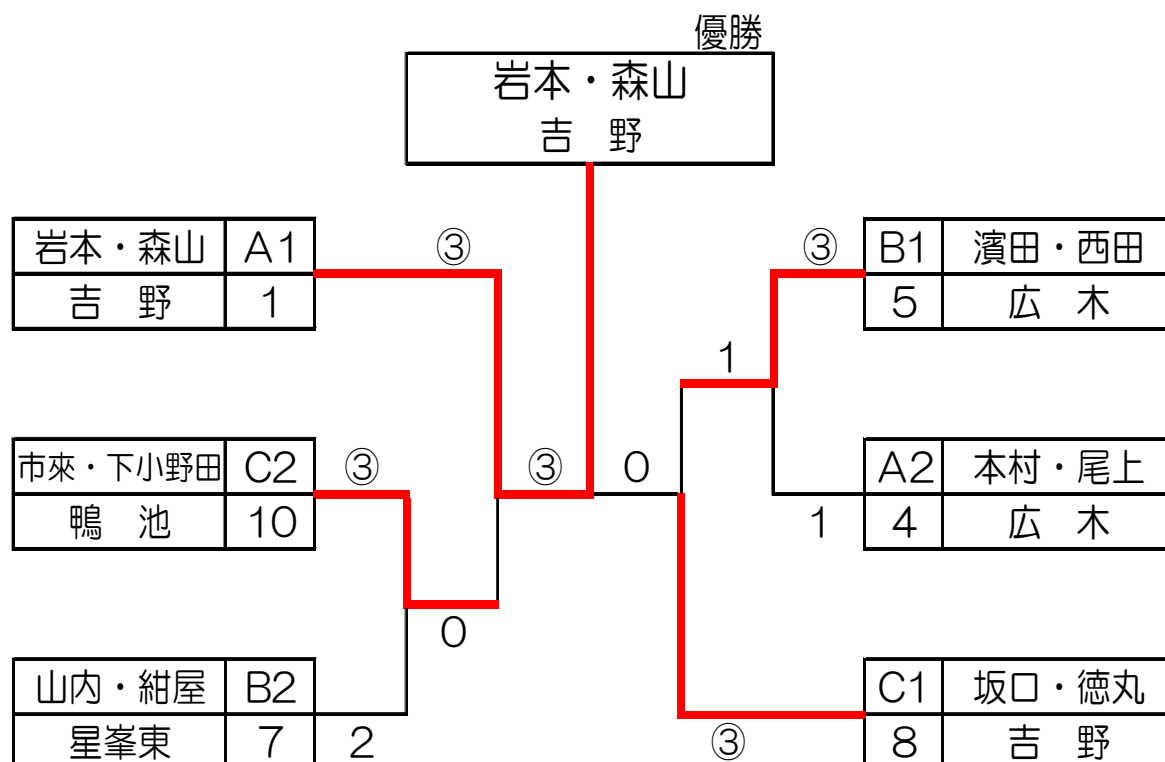 優勝
岩本・森山
吉 野
岩本・森山 A1
吉 野 1
③
③
B1 濱田・西田
5 広 木
1
市來・下小野田 C2
鴨 池 10
③
③
0
A2 本村・尾上
4 広 木
1
0
山内・紺屋 B2
星峯東 7
2
③
C1 坂口・徳丸
8 吉 野